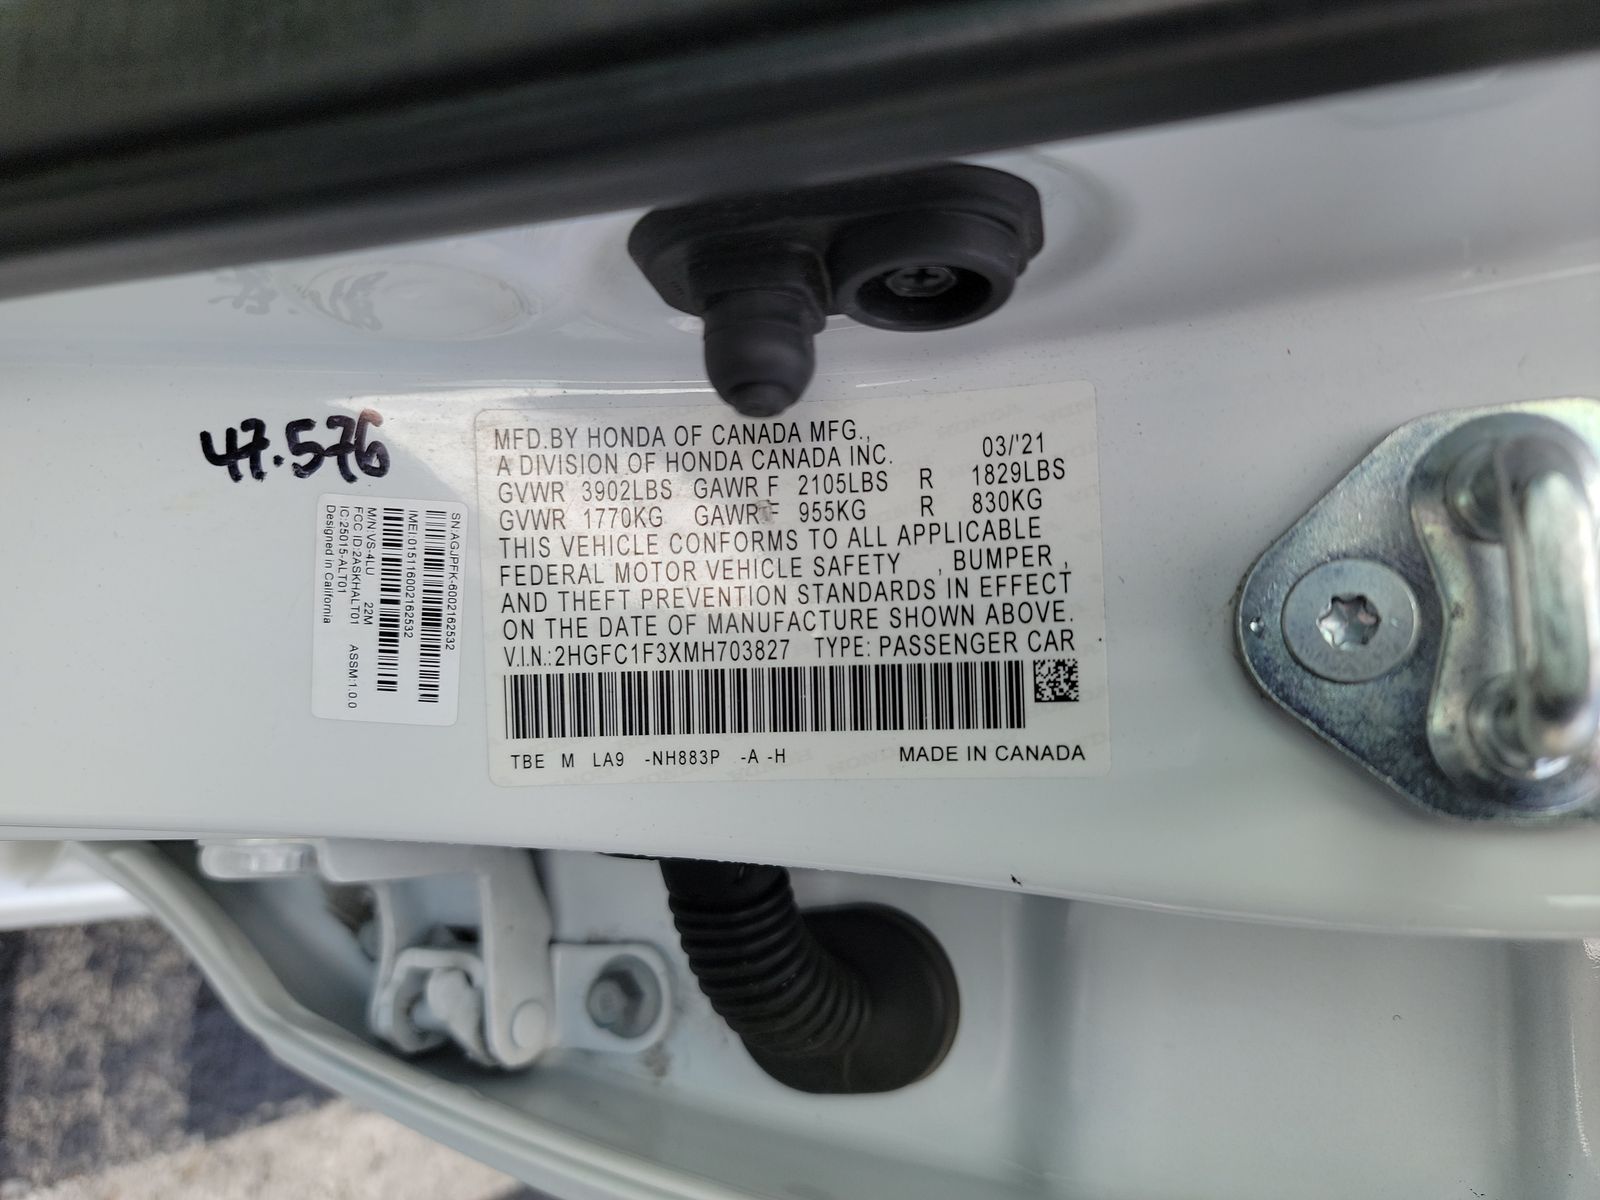 47.576
SN:AGJPFK-6002162532
IMEI:015116002162532
M/N:VS-4LU 22M
FCC ID:2ASKHALT01 ASSM:1.0.0
IC:25015-ALT01
Designed in California
MFD.BY HONDA OF CANADA MFG.,
A DIVISION OF HONDA CANADA INC. 03/'21
GVWR 3902LBS GAWR F 2105LBS R 1829LBS
GVWR 1770KG GAWR F 955KG R 830KG
THIS VEHICLE CONFORMS TO ALL APPLICABLE
FEDERAL MOTOR VEHICLE SAFETY , BUMPER ,
AND THEFT PREVENTION STANDARDS IN EFFECT
ON THE DATE OF MANUFACTURE SHOWN ABOVE.
V.I.N.:2HGFC1F3XMH703827 TYPE: PASSENGER CAR
TBE M LA9 -NH883P -A -H MADE IN CANADA